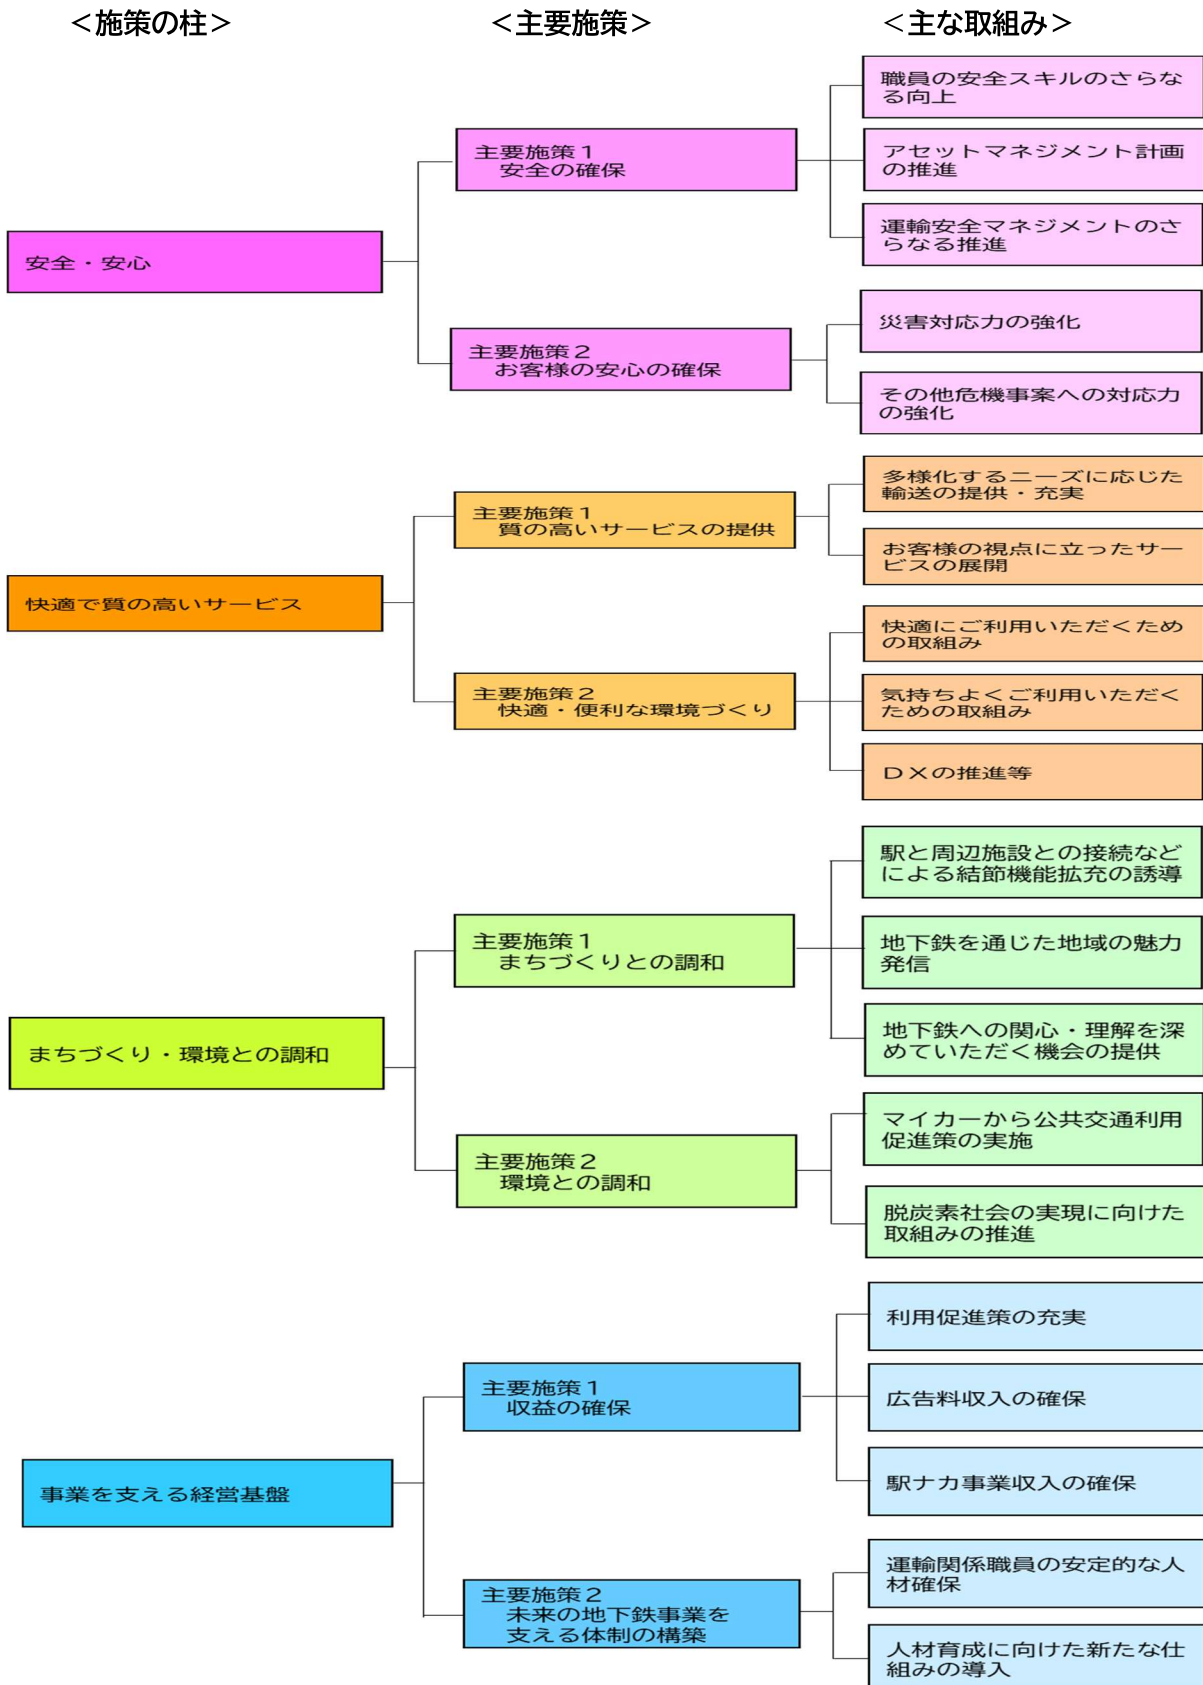 ＜施策の柱＞
＜主要施策＞
＜主な取組み＞
安全・安心
主要施策１
安全の確保
職員の安全スキルのさらな
る向上
アセットマネジメント計画
の推進
運輸安全マネジメントのさ
らなる推進
主要施策２
お客様の安心の確保
災害対応力の強化
その他危機事案への対応力
の強化
快適で質の高いサービス
主要施策１
質の高いサービスの提供
多様化するニーズに応じた
輸送の提供・充実
お客様の視点に立ったサー
ビスの展開
主要施策２
快適・便利な環境づくり
快適にご利用いただくため
の取組み
気持ちよくご利用いただく
ための取組み
ＤＸの推進等
まちづくり・環境との調和
主要施策１
まちづくりとの調和
駅と周辺施設との接続など
による結節機能拡充の誘導
地下鉄を通じた地域の魅力
発信
地下鉄への関心・理解を深
めていただく機会の提供
主要施策２
環境との調和
マイカーから公共交通利用
促進策の実施
脱炭素社会の実現に向けた
取組みの推進
事業を支える経営基盤
主要施策１
収益の確保
利用促進策の充実
広告料収入の確保
駅ナカ事業収入の確保
主要施策２
未来の地下鉄事業を
支える体制の構築
運輸関係職員の安定的な人
材確保
人材育成に向けた新たな仕
組みの導入